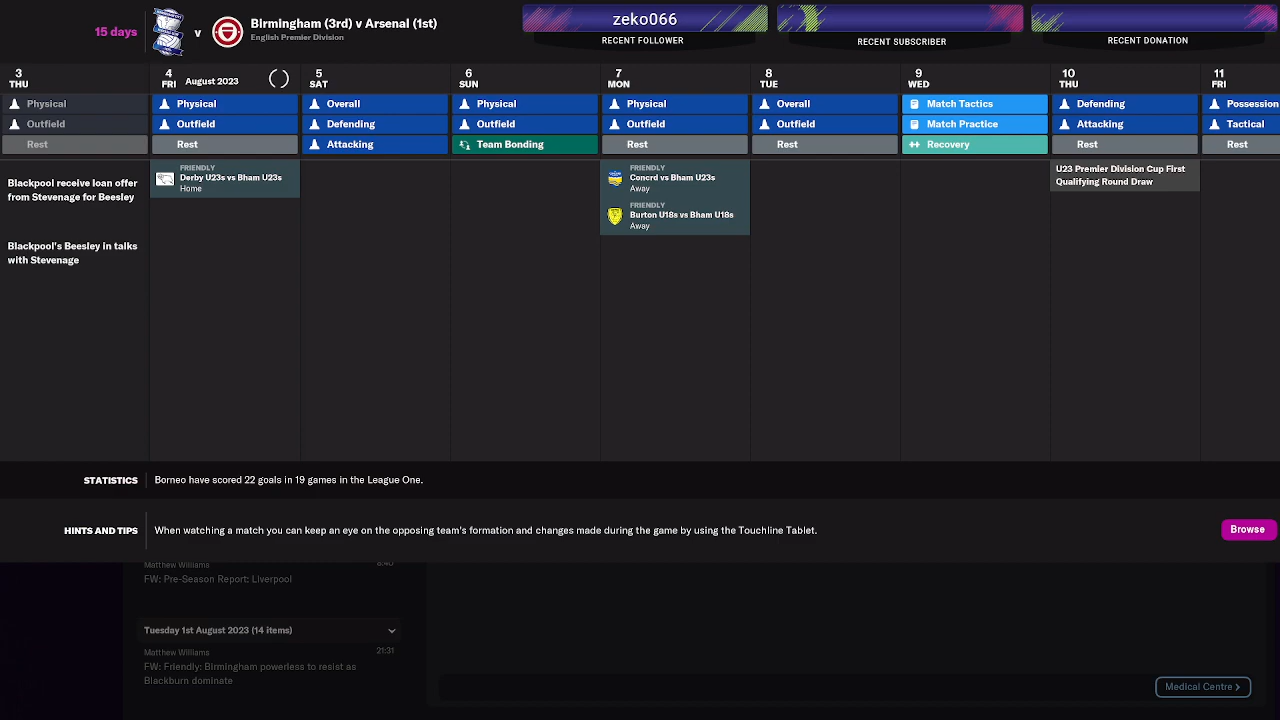 15 days
v
Birmingham (3rd) v Arsenal (1st)
English Premier Division
zeko066
RECENT FOLLOWER
RECENT SUBSCRIBER
RECENT DONATION
3
THU
4
FRI
August 2023
5
SAT
6
SUN
7
MON
8
TUE
9
WED
10
THU
11
FRI
Physical
Physical
Overall
Physical
Physical
Overall
Match Tactics
Defending
Possession
Outfield
Outfield
Defending
Outfield
Outfield
Outfield
Match Practice
Attacking
Tactical
Rest
Rest
Attacking
Team Bonding
Rest
Rest
Recovery
Rest
Rest
Blackpool receive loan offer
from Stevenage for Beesley
Blackpool's Beesley in talks
with Stevenage
FRIENDLY
Derby U23s vs Bham U23s
Home
FRIENDLY
Concrd vs Bham U23s
Away
FRIENDLY
Burton U18s vs Bham U18s
Away
U23 Premier Division Cup First
Qualifying Round Draw
STATISTICS
Borneo have scored 22 goals in 19 games in the League One.
HINTS AND TIPS
When watching a match you can keep an eye on the opposing team's formation and changes made during the game by using the Touchline Tablet.
Browse
Matthew Williams
8:40
FW: Pre-Season Report: Liverpool
Tuesday 1st August 2023 (14 items)
Matthew Williams
21:31
FW: Friendly: Birmingham powerless to resist as
Blackburn dominate
Medical Centre